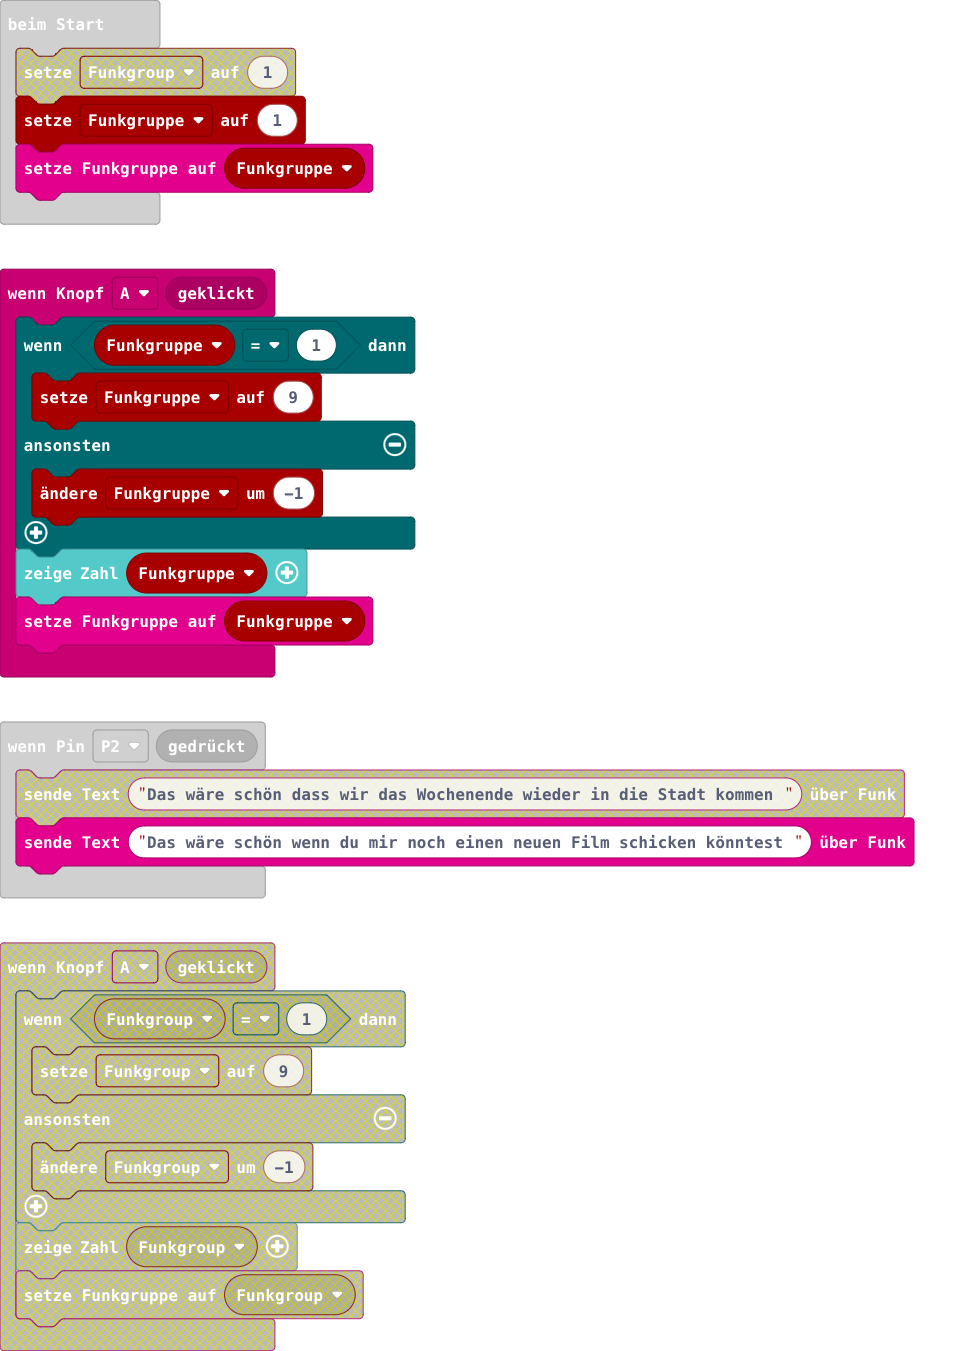 beim Start
setze Funkgroup auf 1
setze Funkgruppe auf 1
setze Funkgruppe auf Funkgruppe
wenn Knopf A geklickt
wenn Funkgruppe = 1 dann
setze Funkgruppe auf 9
ansonsten
ändere Funkgruppe um -1
zeige Zahl Funkgruppe
setze Funkgruppe auf Funkgruppe
wenn Pin P2 gedrückt
sende Text "Das wäre schön dass wir das Wochenende wieder in die Stadt kommen " über Funk
sende Text "Das wäre schön wenn du mir noch einen neuen Film schicken könntest " über Funk
wenn Knopf A geklickt
wenn Funkgroup = 1 dann
setze Funkgroup auf 9
ansonsten
ändere Funkgroup um -1
zeige Zahl Funkgroup
setze Funkgruppe auf Funkgroup